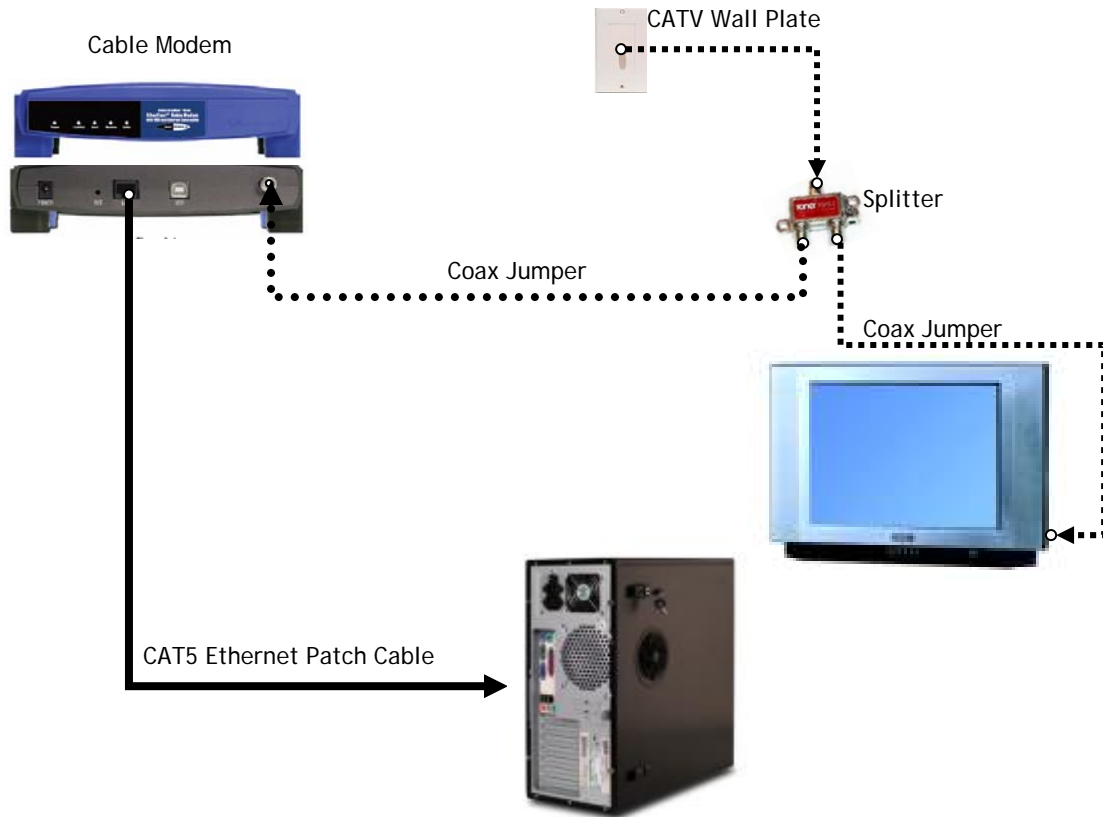 CATV Wall Plate
Cable Modem
Splitter
Coax Jumper
Coax Jumper
CAT5 Ethernet Patch Cable